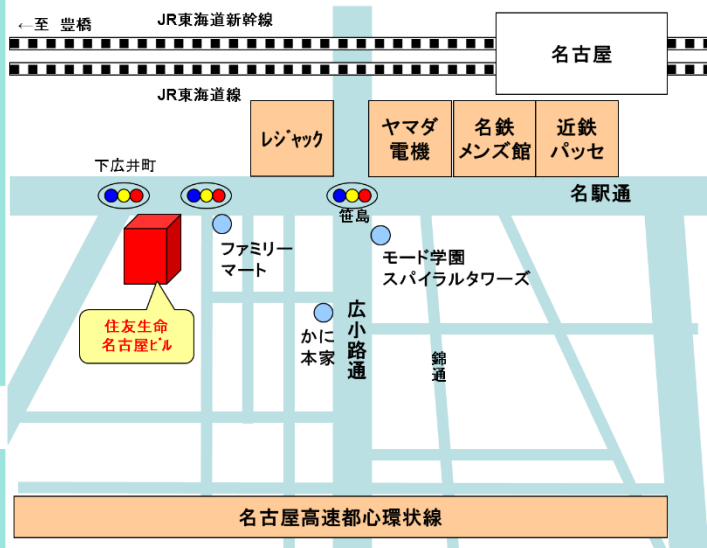 ←至 豊橋
JR東海道新幹線
名古屋
JR東海道線
レジャック
ヤマダ
電機
名鉄
メンズ館
近鉄
パッセ
下広井町
名駅通
笹島
ファミリー
マート
モード学園
スパイラルタワーズ
住友生命
名古屋ビル
かに
本家
広小路通
錦通
名古屋高速都心環状線